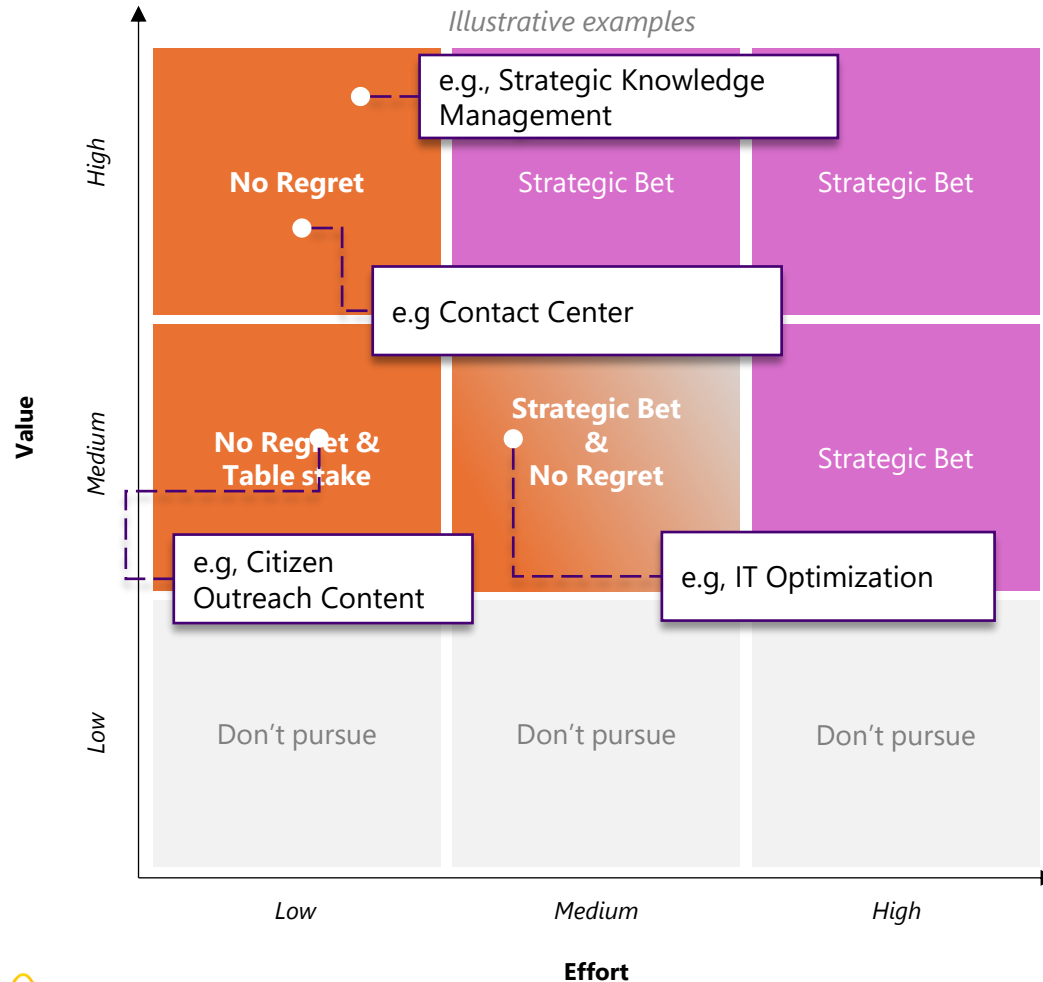 Illustrative examples
e.g., Strategic Knowledge
Management
High
No Regret
Strategic Bet
Strategic Bet
e.g Contact Center
Value
Medium
No Regret &
Table stake
Strategic Bet
&
No Regret
Strategic Bet
e.g, Citizen
Outreach Content
e.g, IT Optimization
Low
Don’t pursue
Don’t pursue
Don’t pursue
Low
Medium
High
Effort